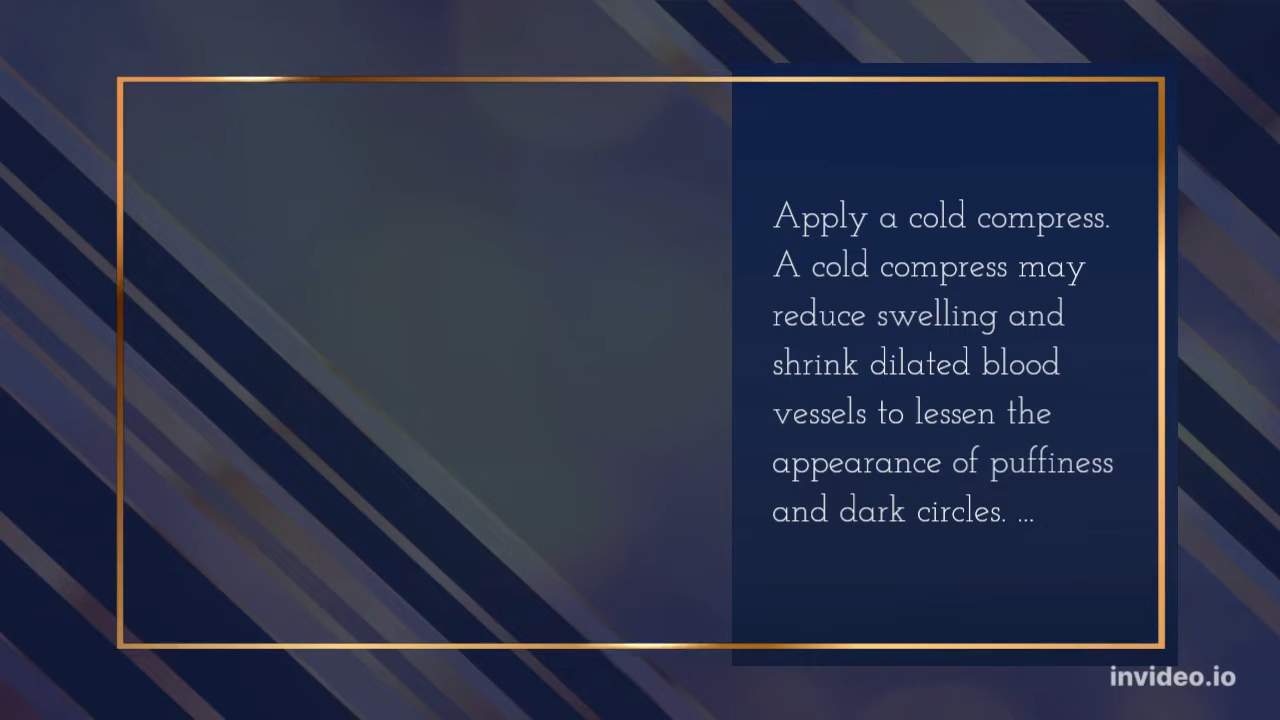 Apply a cold compress.
A cold compress may
reduce swelling and
shrink dilated blood
vessels to lessen the
appearance of puffiness
and dark circles. ...
invideo.io